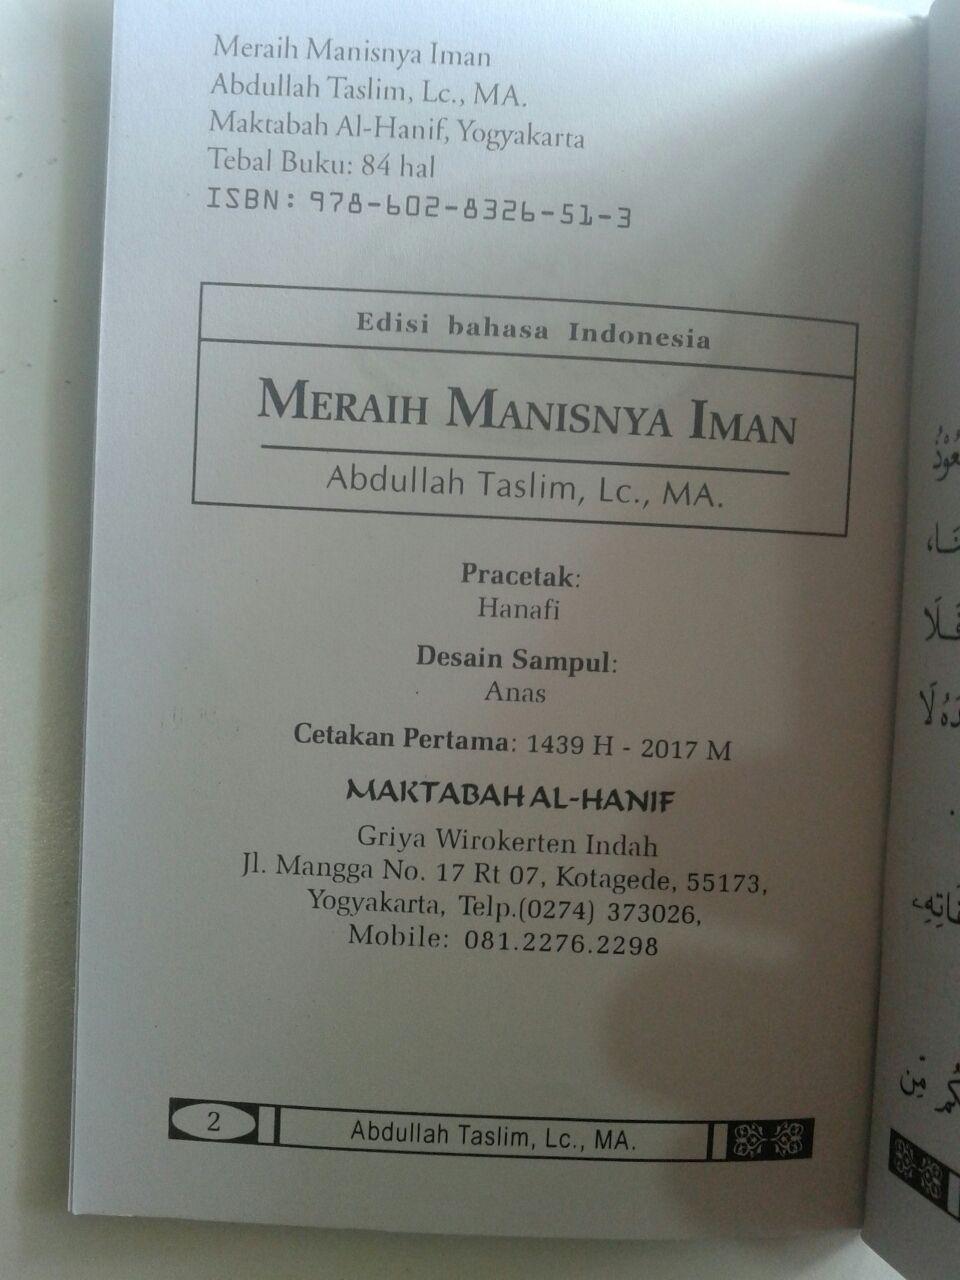 Meraih Manisnya Iman
Abdullah Taslim, Lc., MA.
Maktabah Al-Hanif, Yogyakarta
Tebal Buku: 84 hal
ISBN: 978-602-8326-51-3
Edisi bahasa Indonesia
MERAIH MANISNYA IMAN
Abdullah Taslim, Lc., MA.
Pracetak:
Hanafi
Desain Sampul:
Anas
Cetakan Pertama: 1439 H - 2017 M
MAKTABAH AL-HANIF
Griya Wirokerten Indah
Jl. Mangga No. 17 Rt 07, Kotagede, 55173,
Yogyakarta, Telp.(0274) 373026,
Mobile: 081.2276.2298
2
Abdullah Taslim, Lc., MA.